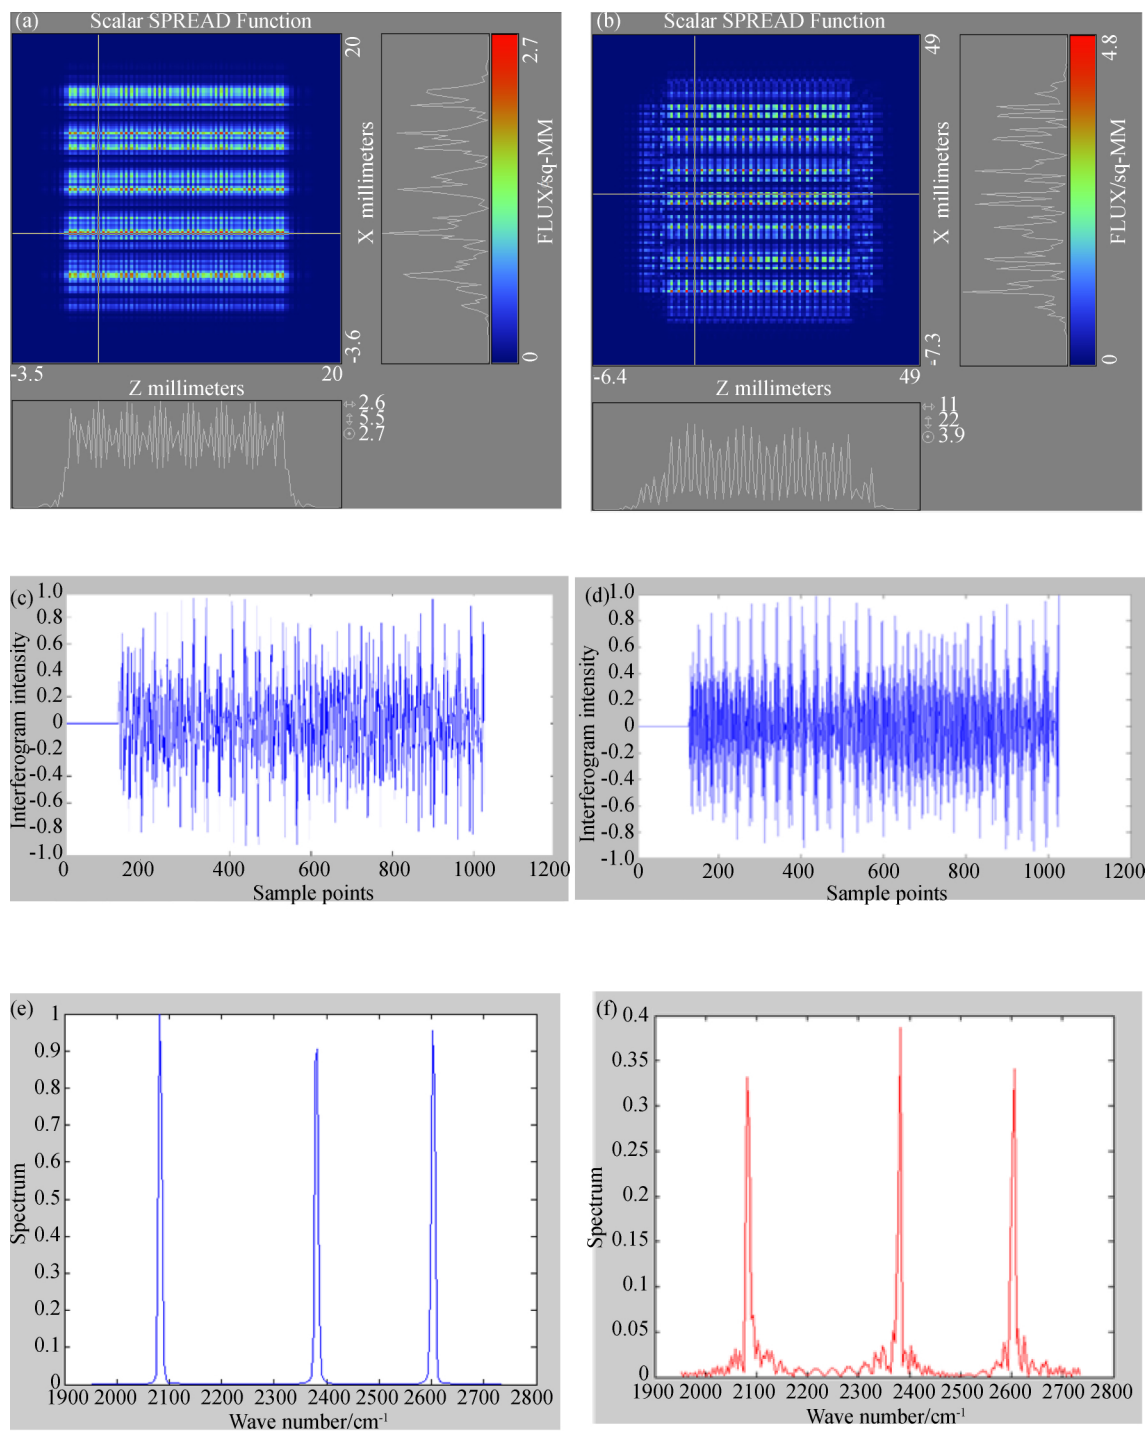 (a) Scalar SPREAD Function
20
X millimeters
-3.6
2.7
FLUX/sq-MM
0
-3.5 20
Z millimeters
2.6
5.5
2.7
(b) Scalar SPREAD Function
49
X millimeters
-7.3
4.8
FLUX/sq-MM
0
-6.4 49
Z millimeters
11
22
3.9
(c)
1.0
0.8
0.6
0.4
0.2
0
-0.2
-0.4
-0.6
-0.8
-1.0
Interferogram intensity
0 200 400 600 800 1000 1200
Sample points
(d)
1.0
0.8
0.6
0.4
0.2
0
-0.2
-0.4
-0.6
-0.8
-1.0
Interferogram intensity
0 200 400 600 800 1000 1200
Sample points
(e)
1
0.9
0.8
0.7
0.6
0.5
0.4
0.3
0.2
0.1
0
Spectrum
1900 2000 2100 2200 2300 2400 2500 2600 2700 2800
Wave number/cm-1
(f)
0.4
0.35
0.3
0.25
0.2
0.15
0.1
0.05
0
Spectrum
1900 2000 2100 2200 2300 2400 2500 2600 2700 2800
Wave number/cm-1